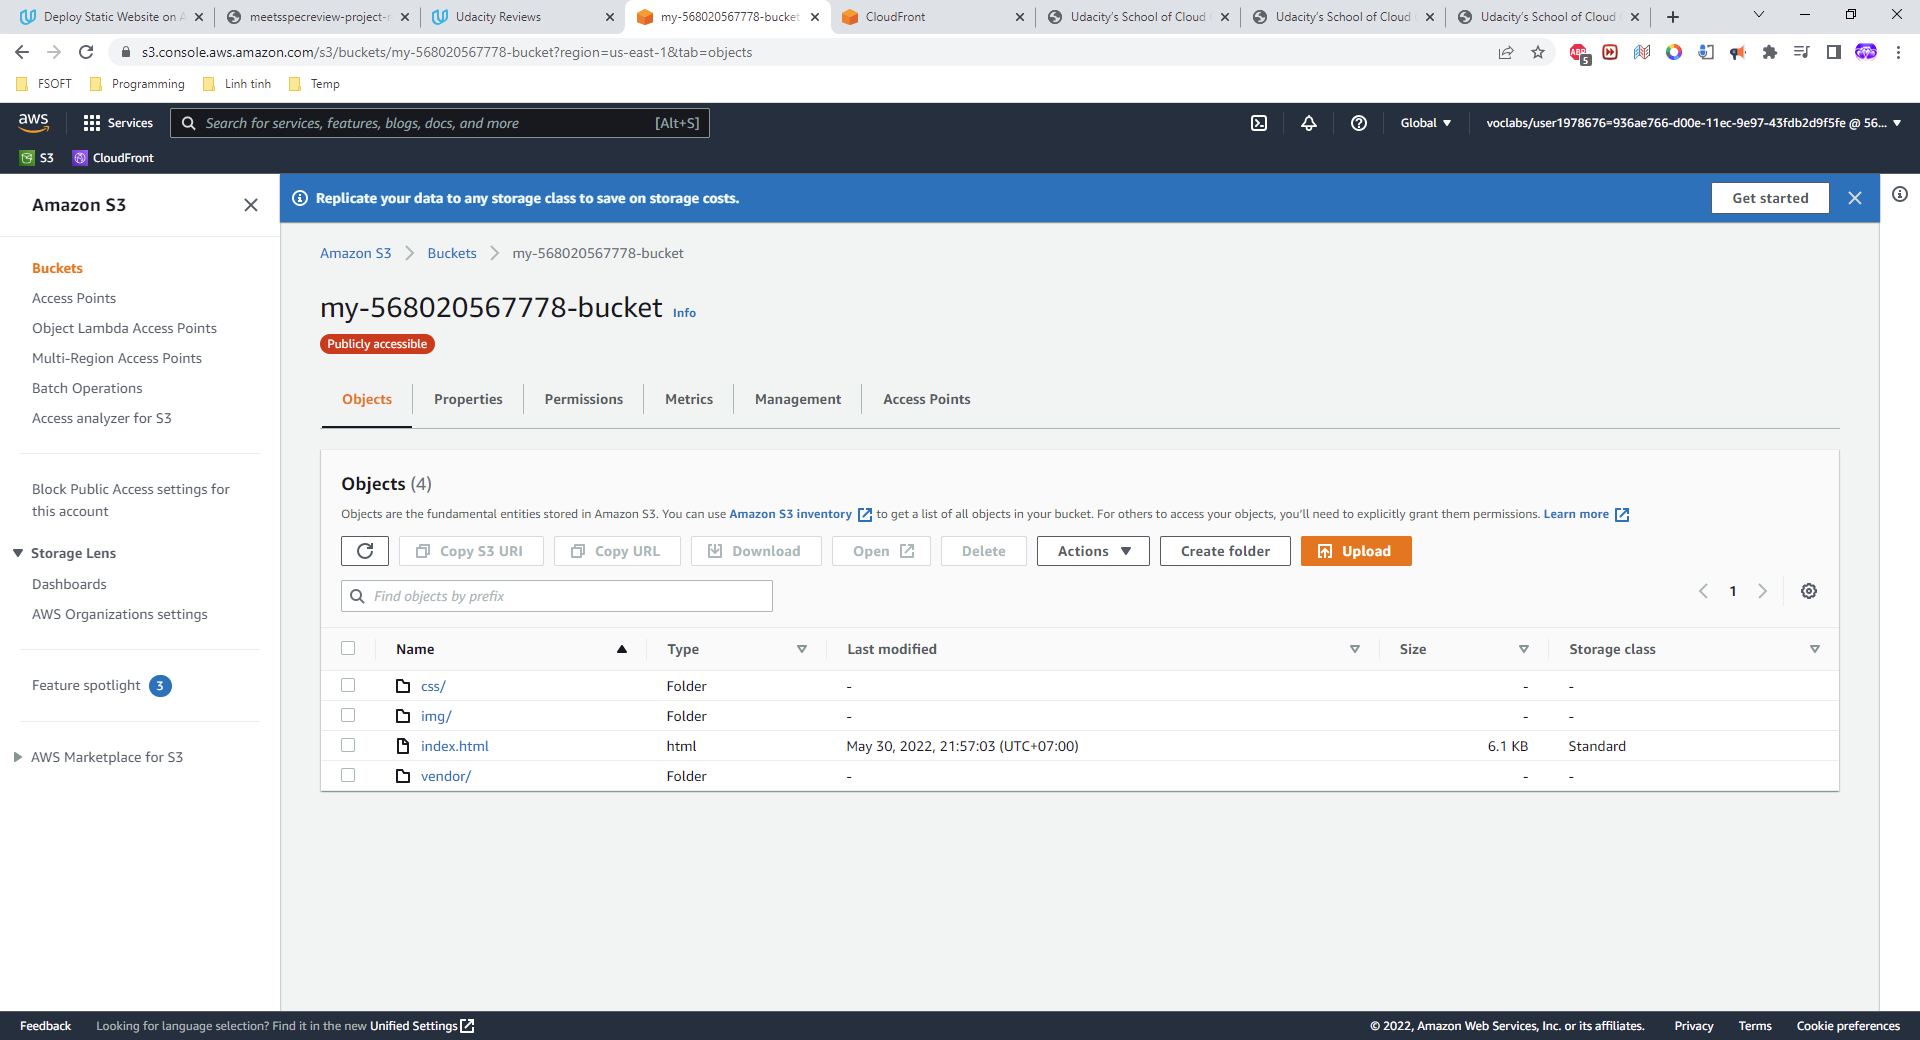 Deploy Static Website on A
meetsspecreview-project-r
Udacity Reviews
my-568020567778-bucket
CloudFront
Udacity's School of Cloud
Udacity's School of Cloud
Udacity's School of Cloud
s3.console.aws.amazon.com/s3/buckets/my-568020567778-bucket?region=us-east-1&tab=objects
ABP
5
FSOFT
Programming
Linh tinh
Temp
aws
Services
Search for services, features, blogs, docs, and more
[Alt+S]
Global
voclabs/user1978676=936ae766-d00e-11ec-9e97-43fdb2d9f5fe @ 56...
S3
CloudFront
Amazon S3
Replicate your data to any storage class to save on storage costs.
Get started
Buckets
Access Points
Object Lambda Access Points
Multi-Region Access Points
Batch Operations
Access analyzer for S3
Block Public Access settings for
this account
Storage Lens
Dashboards
AWS Organizations settings
Feature spotlight 3
AWS Marketplace for S3
Amazon S3
Buckets
my-568020567778-bucket
my-568020567778-bucket Info
Publicly accessible
Objects
Properties
Permissions
Metrics
Management
Access Points
Objects (4)
Objects are the fundamental entities stored in Amazon S3. You can use Amazon S3 inventory to get a list of all objects in your bucket. For others to access your objects, you'll need to explicitly grant them permissions. Learn more
Copy S3 URI
Copy URL
Download
Open
Delete
Actions
Create folder
Upload
Find objects by prefix
1
Name Type Last modified Size Storage class
css/ Folder - - -
img/ Folder - - -
index.html html May 30, 2022, 21:57:03 (UTC+07:00) 6.1 KB Standard
vendor/ Folder - - -
Feedback
Looking for language selection? Find it in the new Unified Settings
© 2022, Amazon Web Services, Inc. or its affiliates.
Privacy
Terms
Cookie preferences